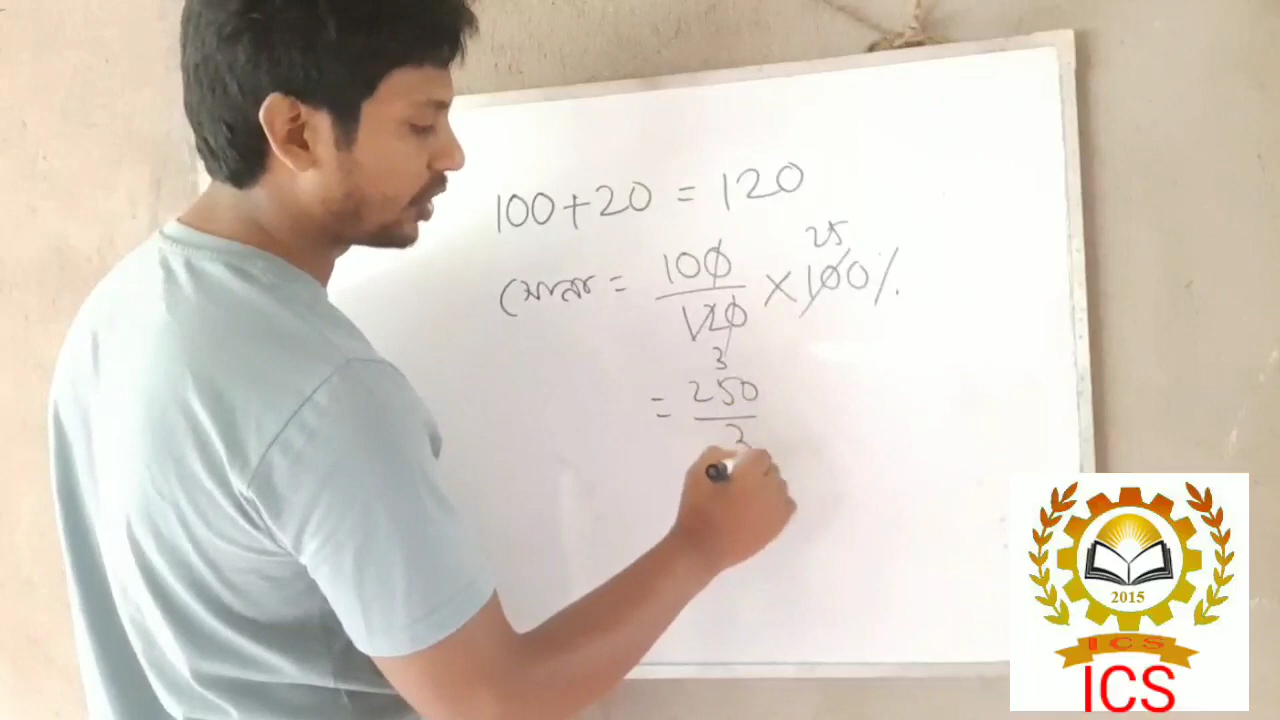 100+20 = 120
সোনা = 100/120 × 100%
25
3
= 250/3
2015
ICS
ICS